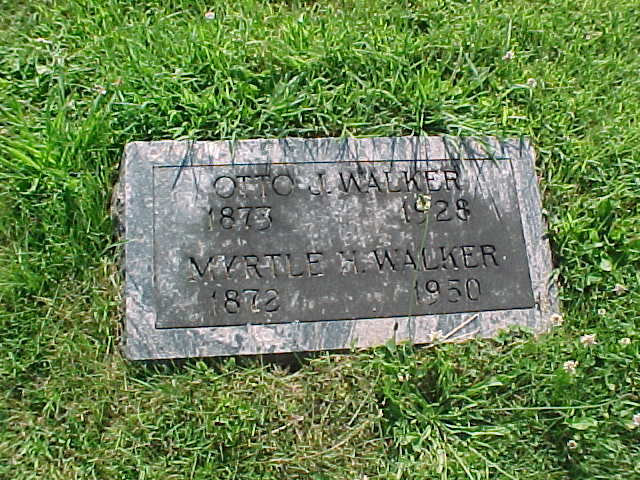 OTTO J. WALKER
1873 1928
MYRTLE H. WALKER
1872 1950